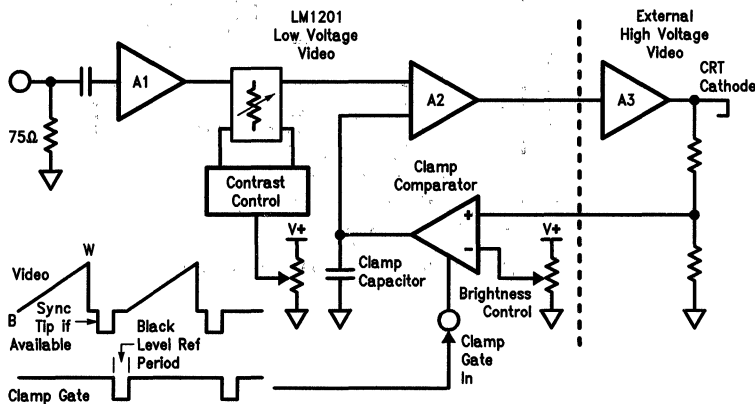 LM1201
Low Voltage
Video
External
High Voltage
Video
CRT
Cathode
A1
A2
A3
75Ω
Contrast
Control
Clamp
Comparator
V+
V+
+
−
Clamp
Capacitor
Brightness
Control
W
Video
B
Sync
Tip if
Available
Black
Level Ref
Period
Clamp
Gate
In
Clamp Gate